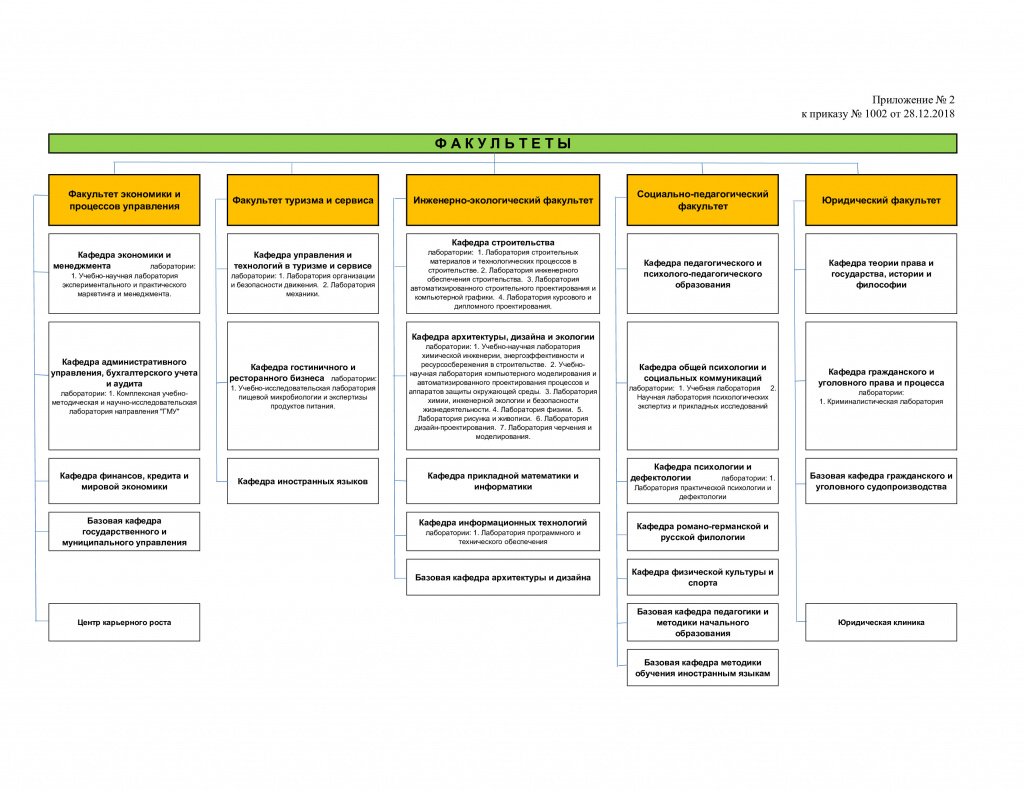 Приложение № 2
к приказу № 1002 от 28.12.2018
Ф А К У Л Ь Т Е Т Ы
Факультет экономики и
процессов управления
Кафедра экономики и
менеджмента лаборатории:
1. Учебно-научная лаборатория
экспериментального и практического
маркетинга и менеджмента.
Кафедра административного
управления, бухгалтерского учета
и аудита
лаборатории: 1. Комплексная учебно-
методическая и научно-исследовательская
лаборатория направления "ГМУ"
Кафедра финансов, кредита и
мировой экономики
Базовая кафедра
государственного и
муниципального управления
Центр карьерного роста
Факультет туризма и сервиса
Кафедра управления и
технологий в туризме и сервисе
лаборатории: 1. Лаборатория организации
и безопасности движения. 2. Лаборатория
механики.
Кафедра гостиничного и
ресторанного бизнеса лаборатории:
1. Учебно-исследовательская лаборатория
пищевой микробиологии и экспертизы
продуктов питания.
Кафедра иностранных языков
Инженерно-экологический факультет
Кафедра строительства
лаборатории: 1. Лаборатория строительных
материалов и технологических процессов в
строительстве. 2. Лаборатория инженерного
обеспечения строительства. 3. Лаборатория
автоматизированного строительного проектирования и
компьютерной графики. 4. Лаборатория курсового и
дипломного проектирования.
Кафедра архитектуры, дизайна и экологии
лаборатории: 1. Учебно-научная лаборатория
химической инженерии, энергоэффективности и
ресурсосбережения в строительстве. 2. Учебно-
научная лаборатория компьютерного моделирования и
автоматизированного проектирования процессов и
аппаратов защиты окружающей среды. 3. Лаборатория
химии, инженерной экологии и безопасности
жизнедеятельности. 4. Лаборатория физики. 5.
Лаборатория рисунка и живописи. 6. Лаборатория
дизайн-проектирования. 7. Лаборатория черчения и
моделирования.
Кафедра прикладной математики и
информатики
Кафедра информационных технологий
лаборатории: 1. Лаборатория программного и
технического обеспечения
Базовая кафедра архитектуры и дизайна
Социально-педагогический
факультет
Кафедра педагогического и
психолого-педагогического
образования
Кафедра общей психологии и
социальных коммуникаций
лаборатории: 1. Учебная лаборатория 2.
Научная лаборатория психологических
экспертиз и прикладных исследований
Кафедра психологии и
дефектологии лаборатории: 1.
Лаборатория практической психологии и
дефектологии
Кафедра романо-германской и
русской филологии
Кафедра физической культуры и
спорта
Базовая кафедра педагогики и
методики начального
образования
Базовая кафедра методики
обучения иностранным языкам
Юридический факультет
Кафедра теории права и
государства, истории и
философии
Кафедра гражданского и
уголовного права и процесса
лаборатории:
1. Криминалистическая лаборатория
Базовая кафедра гражданского и
уголовного судопроизводства
Юридическая клиника